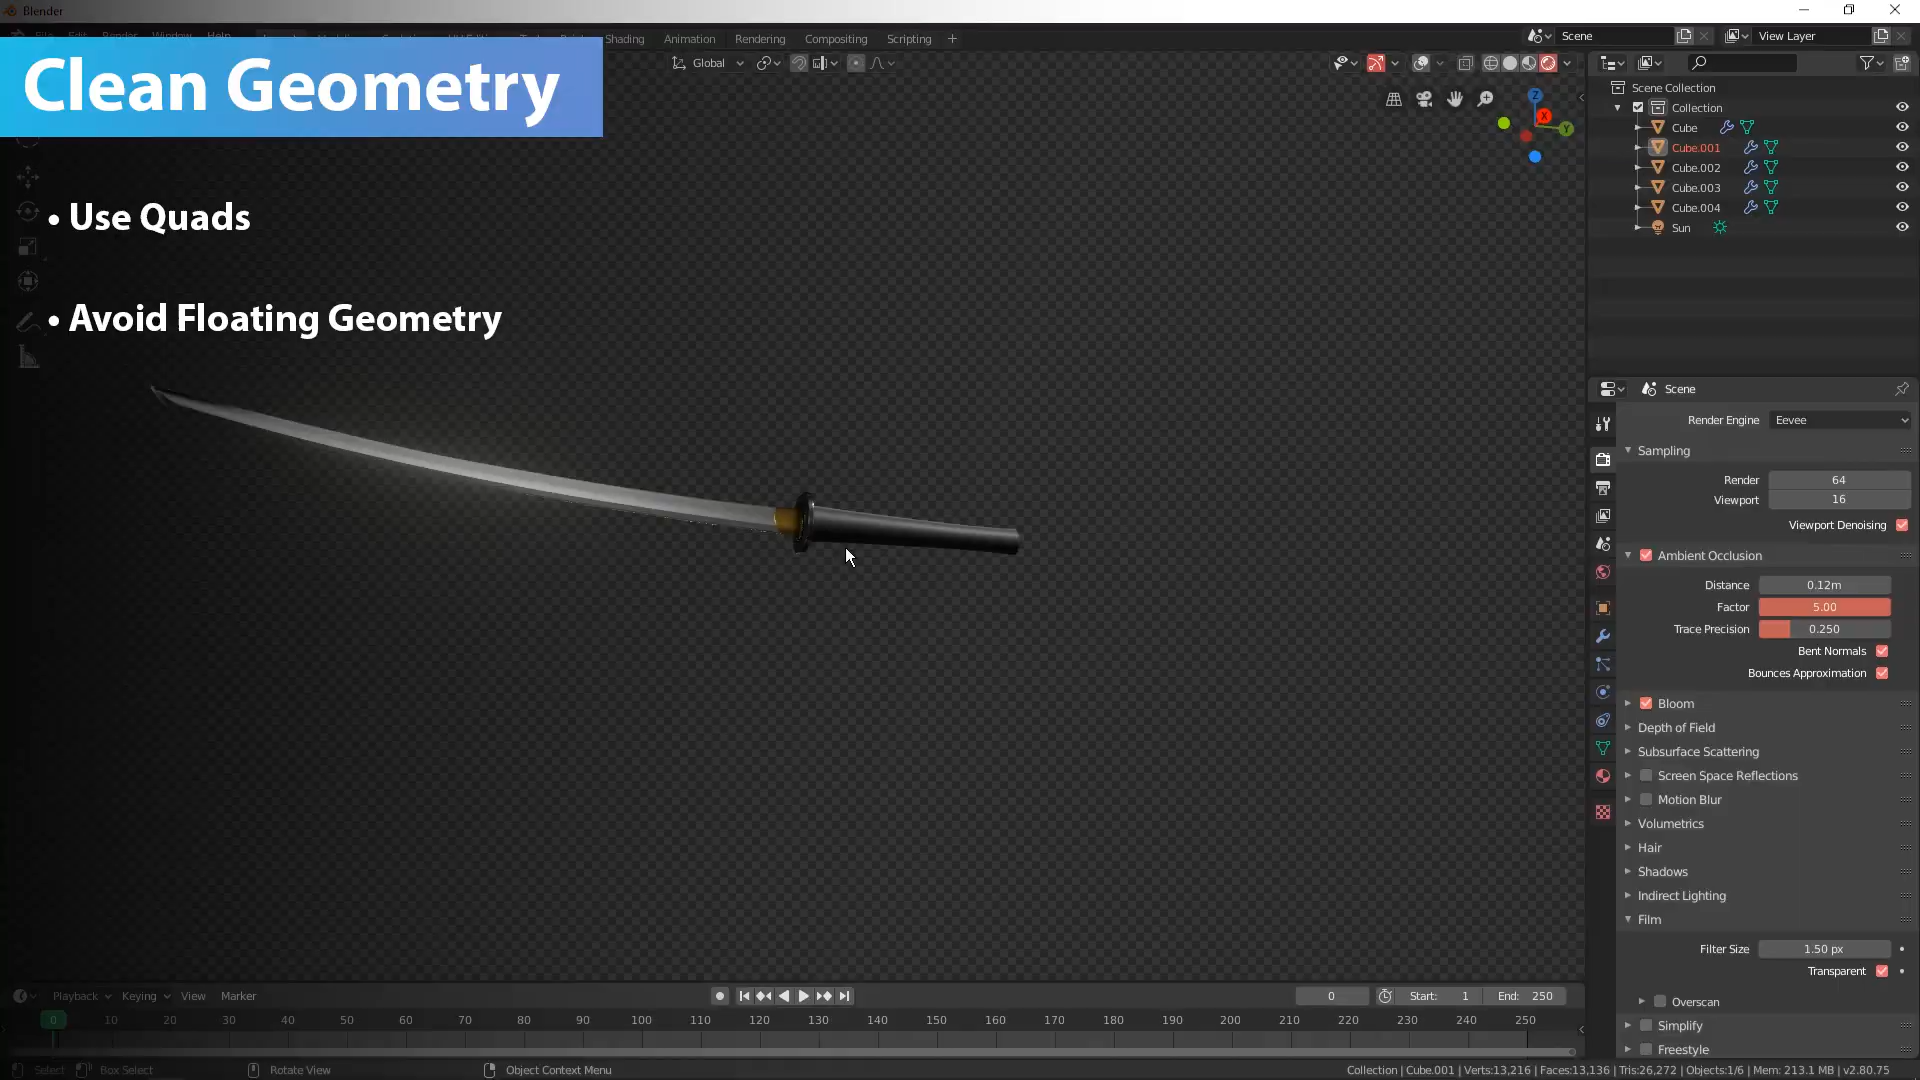 Blender
File Edit Render Window Help
Shading Animation Rendering Compositing Scripting +
Scene
View Layer
Clean Geometry
Global
Z
X
Y
• Use Quads
• Avoid Floating Geometry
Scene Collection
Collection
Cube
Cube.001
Cube.002
Cube.003
Cube.004
Sun
Scene
Render Engine Eevee
Sampling
Render 64
Viewport 16
Viewport Denoising
Ambient Occlusion
Distance 0.12m
Factor 5.00
Trace Precision 0.250
Bent Normals
Bounces Approximation
Bloom
Depth of Field
Subsurface Scattering
Screen Space Reflections
Motion Blur
Volumetrics
Hair
Shadows
Indirect Lighting
Film
Filter Size 1.50 px
Transparent
Overscan
Simplify
Freestyle
Playback Keying View Marker
0 Start: 1 End: 250
0 10 20 30 40 50 60 70 80 90 100 110 120 130 140 150 160 170 180 190 200 210 220 230 240 250
Select Box Select Rotate View Object Context Menu
Collection | Cube.001 | Verts:13,216 | Faces:13,136 | Tris:26,272 | Objects:1/6 | Mem: 213.1 MB | v2.80.75